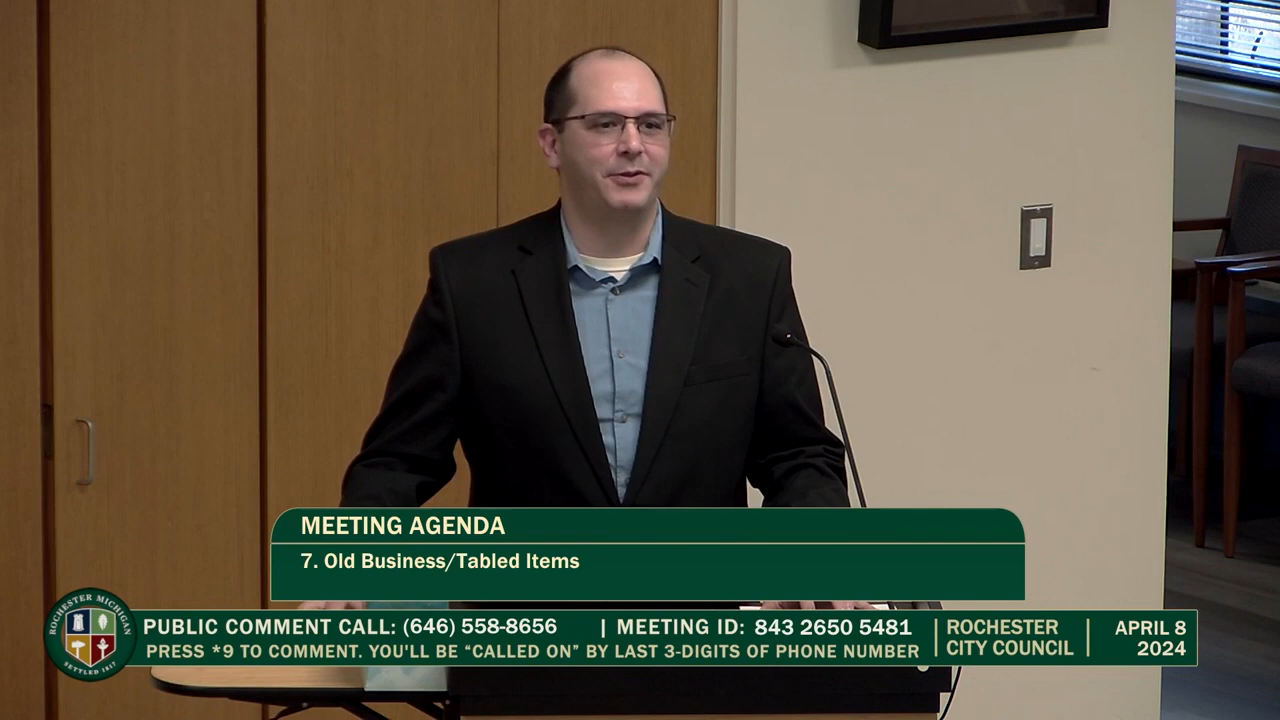 MEETING AGENDA
7. Old Business/Tabled Items
ROCHESTER MICHIGAN
SETTLED 1817
PUBLIC COMMENT CALL: (646) 558-8656 | MEETING ID: 843 2650 5481
PRESS *9 TO COMMENT. YOU'LL BE “CALLED ON” BY LAST 3-DIGITS OF PHONE NUMBER
ROCHESTER
CITY COUNCIL
APRIL 8
2024